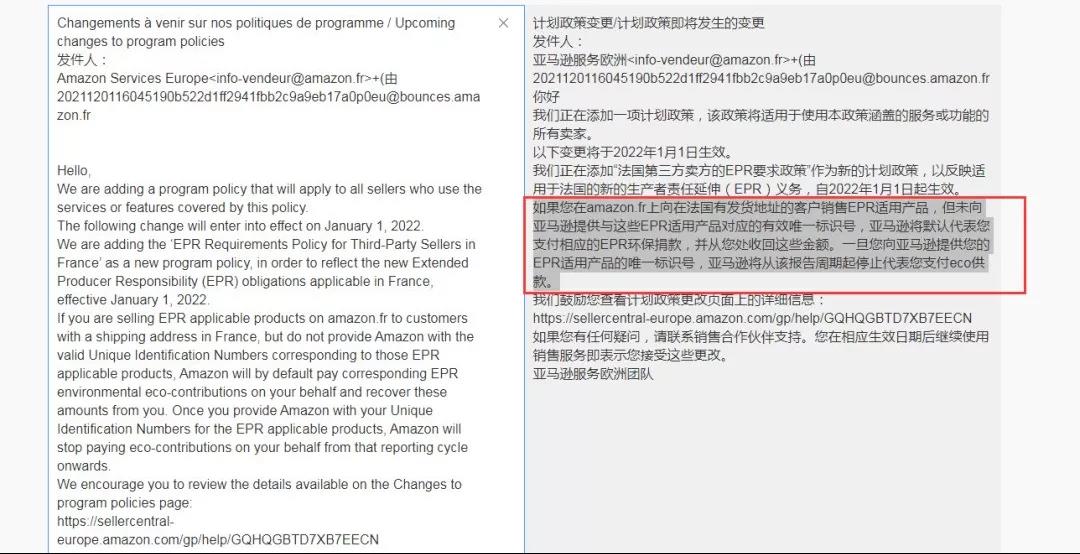 Changements à venir sur nos politiques de programme / Upcoming
changes to program policies
发件人：
Amazon Services Europe<info-vendeur@amazon.fr>+(由
2021120116045190b522d1ff2941fbb2c9a9eb17a0p0eu@bounces.ama
zon.fr
Hello,
We are adding a program policy that will apply to all sellers who use the
services or features covered by this policy.
The following change will enter into effect on January 1, 2022.
We are adding the ‘EPR Requirements Policy for Third-Party Sellers in
France’ as a new program policy, in order to reflect the new Extended
Producer Responsibility (EPR) obligations applicable in France,
effective January 1, 2022.
If you are selling EPR applicable products on amazon.fr to customers
with a shipping address in France, but do not provide Amazon with the
valid Unique Identification Numbers corresponding to those EPR
applicable products, Amazon will by default pay corresponding EPR
environmental eco-contributions on your behalf and recover these
amounts from you. Once you provide Amazon with your Unique
Identification Numbers for the EPR applicable products, Amazon will
stop paying eco-contributions on your behalf from that reporting cycle
onwards.
We encourage you to review the details available on the Changes to
program policies page:
https://sellercentral-
europe.amazon.com/gp/help/GQHQGBTD7XB7EECN
计划政策变更/计划政策即将发生的变更
发件人：
亚马逊服务欧洲<info-vendeur@amazon.fr>+(由
2021120116045190b522d1ff2941fbb2c9a9eb17a0p0eu@bounces.amazon.fr
你好
我们正在添加一项计划政策，该政策将适用于使用本政策涵盖的服务或功能的
所有卖家。
以下变更将于2022年1月1日生效。
我们正在添加“法国第三方卖方的EPR要求政策”作为新的计划政策，以反映适
用于法国的新的生产者责任延伸（EPR）义务，自2022年1月1日起生效。
如果您在amazon.fr上向在法国有发货地址的客户销售EPR适用产品，但未向
亚马逊提供与这些EPR适用产品对应的有效唯一标识号，亚马逊将默认代表您
支付相应的EPR环保捐款，并从您处收回这些金额。一旦您向亚马逊提供您的
EPR适用产品的唯一标识号，亚马逊将从该报告周期起停止代表您支付eco供
款。
我们鼓励您查看计划政策更改页面上的详细信息：
https://sellercentral-europe.amazon.com/gp/help/GQHQGBTD7XB7EECN
如果您有任何疑问，请联系销售合作伙伴支持。您在相应生效日期后继续使用
销售服务即表示您接受这些更改。
亚马逊服务欧洲团队